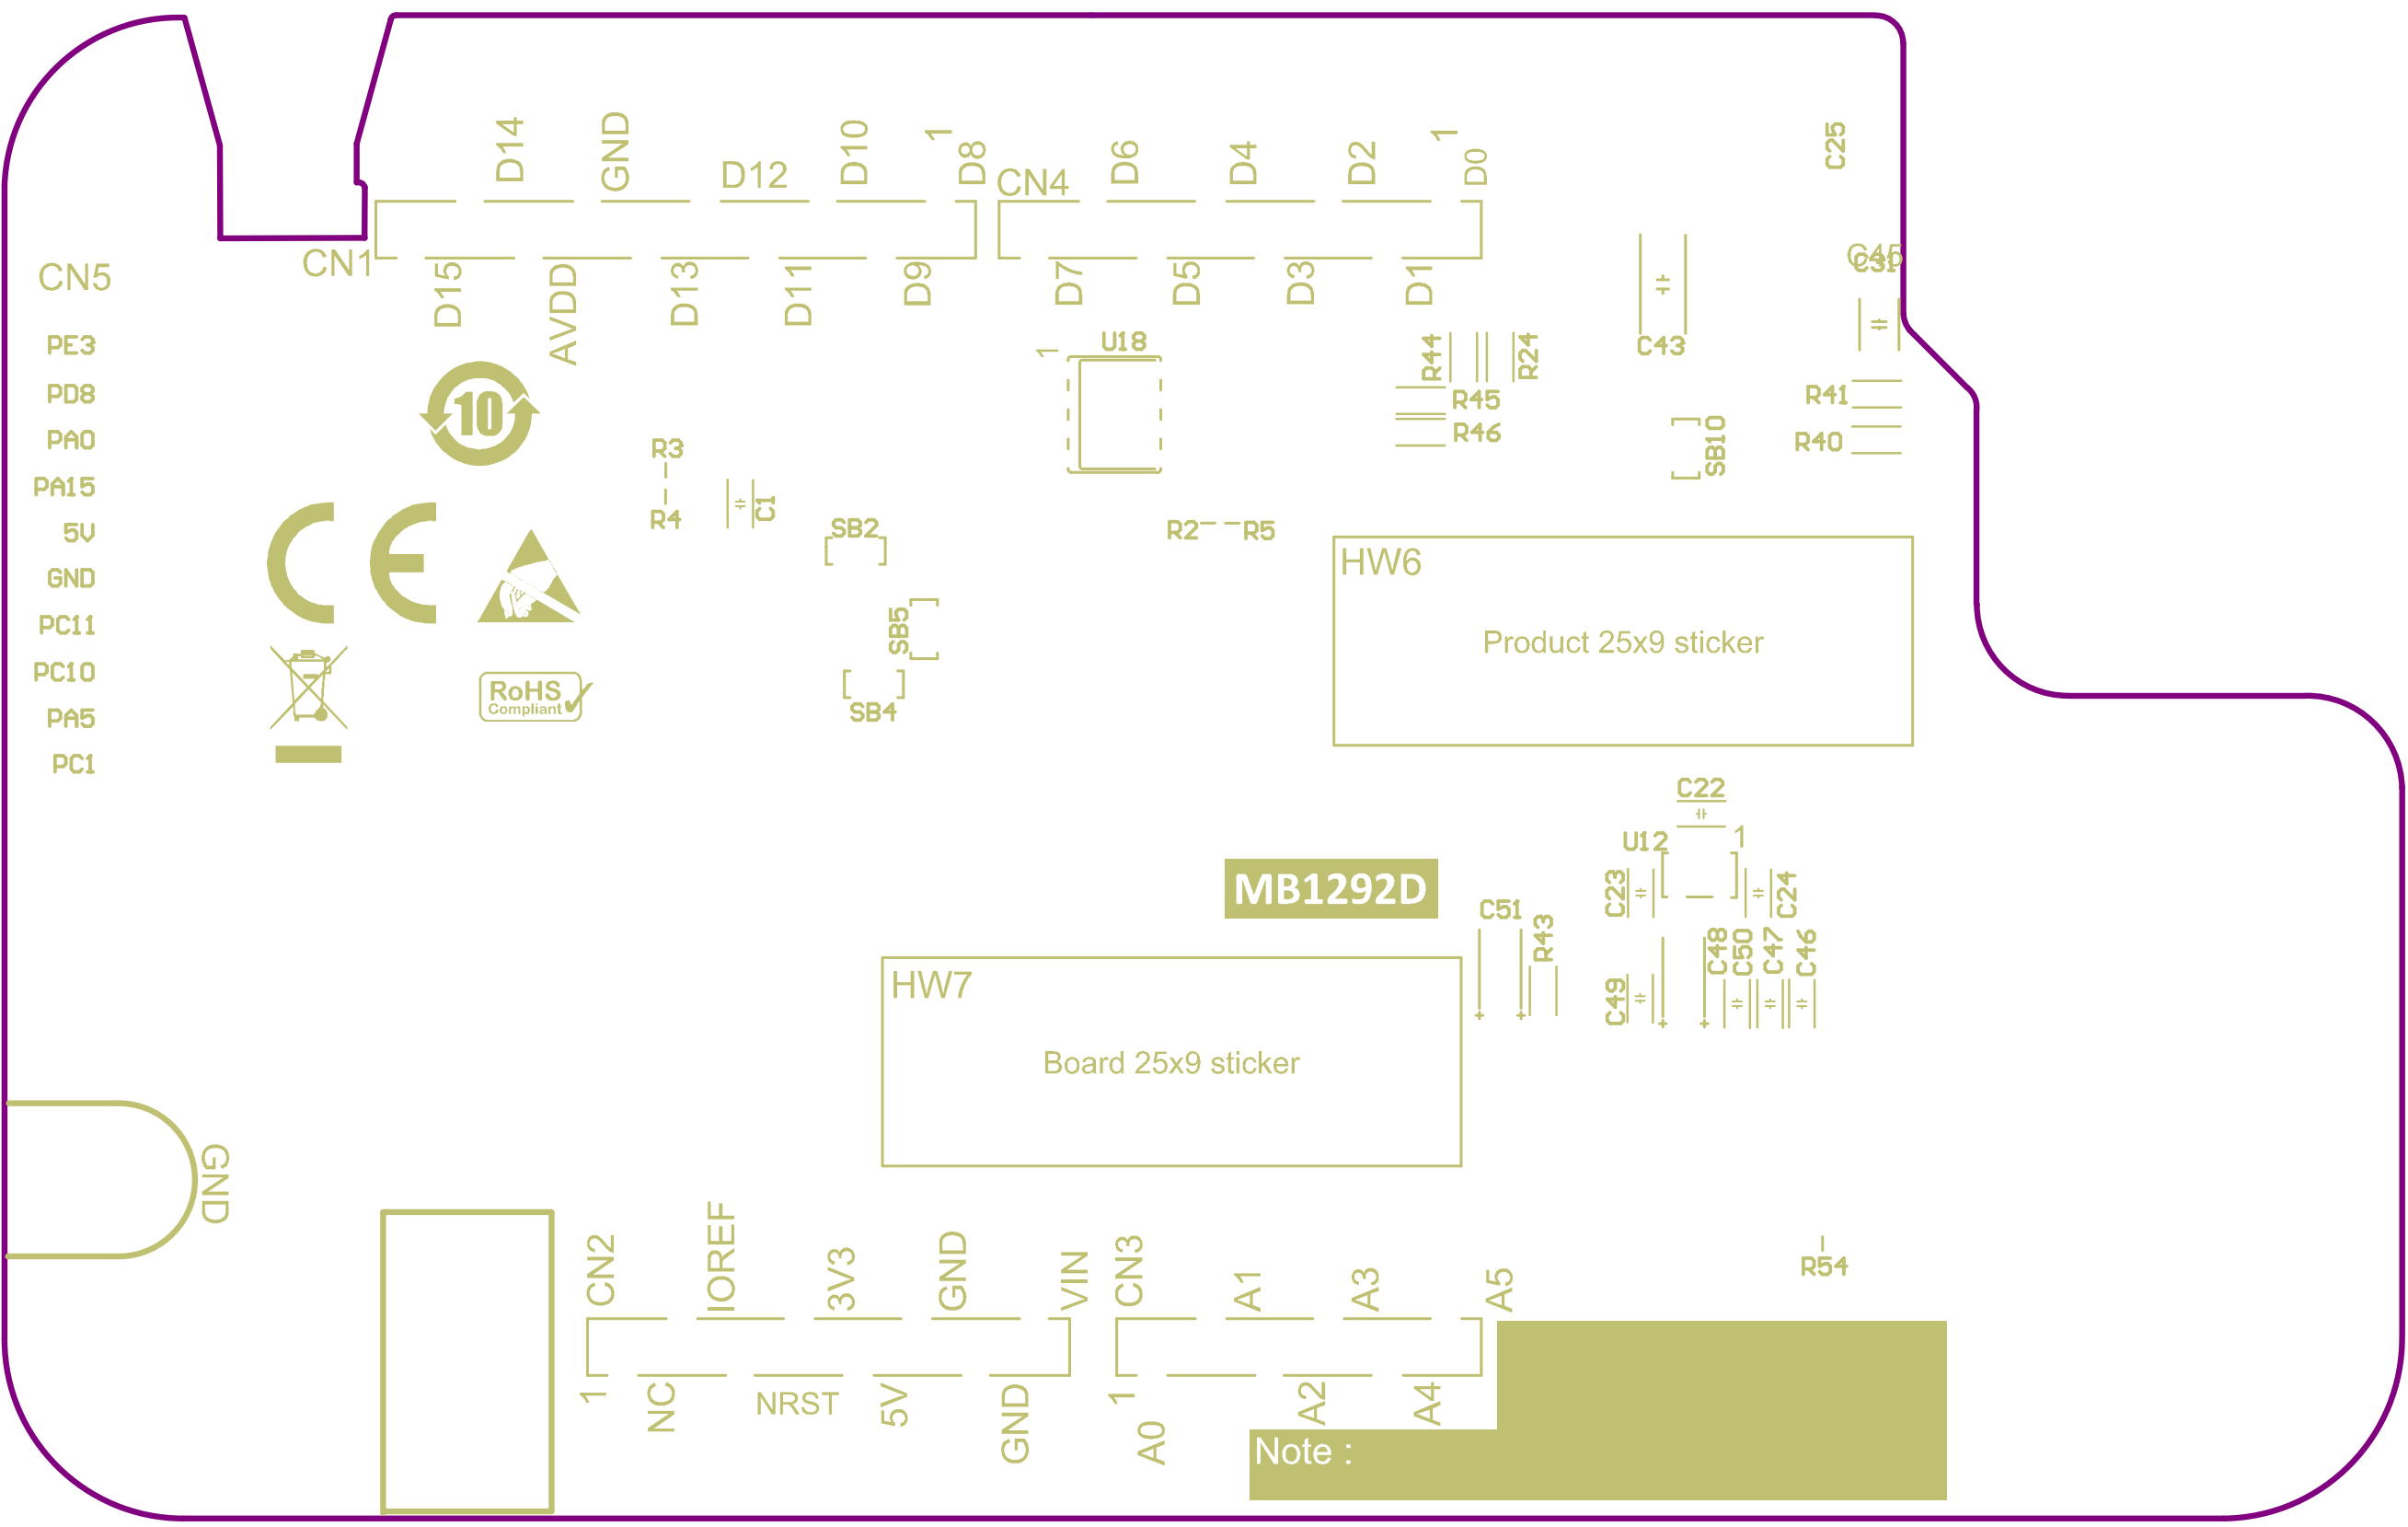 C25
D14
GND
D12
D10
1
D8
CN4
D6
D4
D2
1
D0
CN1
D15
AVDD
D13
D11
D9
D7
D5
D3
D1
CN5
PE3
PD8
PA0
PA15
5V
GND
PC11
PC10
PA5
PC1
10
1
U18
R44
R24
C43
C45
R45
R46
R41
R40
SB10
R3
R4
C1
SB2
R2
R5
SB5
SB4
RoHS
Compliant
HW6
Product 25x9 sticker
C22
U12
1
C23
C24
MB1292D
C51
R43
C49
C48
C50
C47
C46
HW7
Board 25x9 sticker
GND
CN2
IOREF
3V3
GND
VIN
CN3
A1
A3
A5
R54
1
NC
NRST
5V
GND
1
A0
A2
A4
Note :